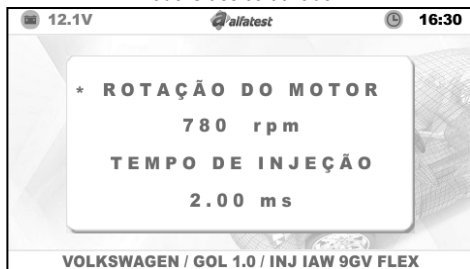 12.1V alfatest 16:30
* ROTAÇÃO DO MOTOR
780 rpm
TEMPO DE INJEÇÃO
2.00 ms
VOLKSWAGEN / GOL 1.0 / INJ IAW 9GV FLEX